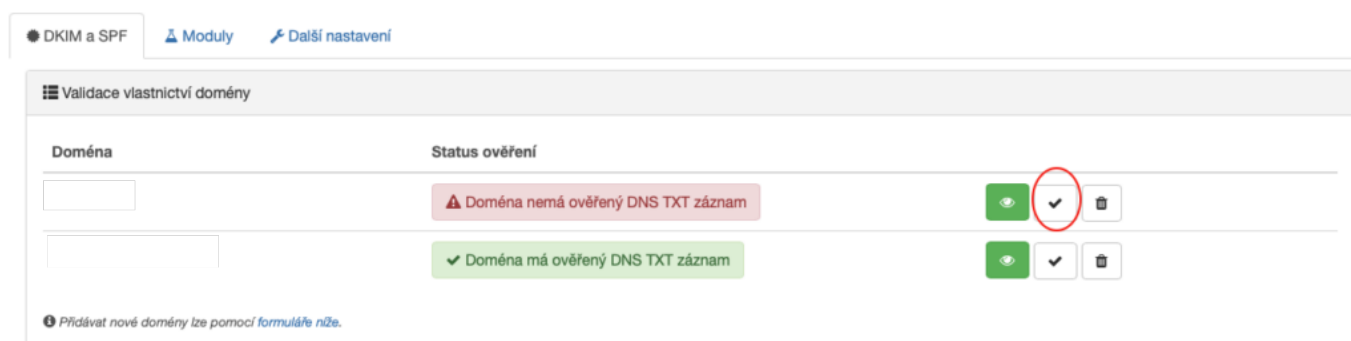 DKIM a SPF Moduly Další nastavení
Validace vlastnictví domény
Doména Status ověření
Doména nemá ověřený DNS TXT záznam
Doména má ověřený DNS TXT záznam
Přidávat nové domény lze pomocí formuláře níže.